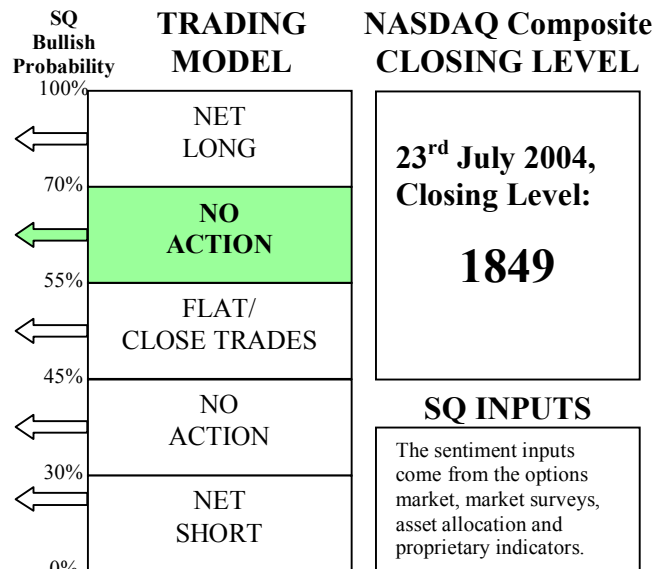 SQ
Bullish
Probability
TRADING
MODEL
100%
NET
LONG
70%
NO
ACTION
55%
FLAT/
CLOSE TRADES
45%
NO
ACTION
30%
NET
SHORT
0%
NASDAQ Composite
CLOSING LEVEL
23rd July 2004,
Closing Level:
1849
SQ INPUTS
The sentiment inputs
come from the options
market, market surveys,
asset allocation and
proprietary indicators.